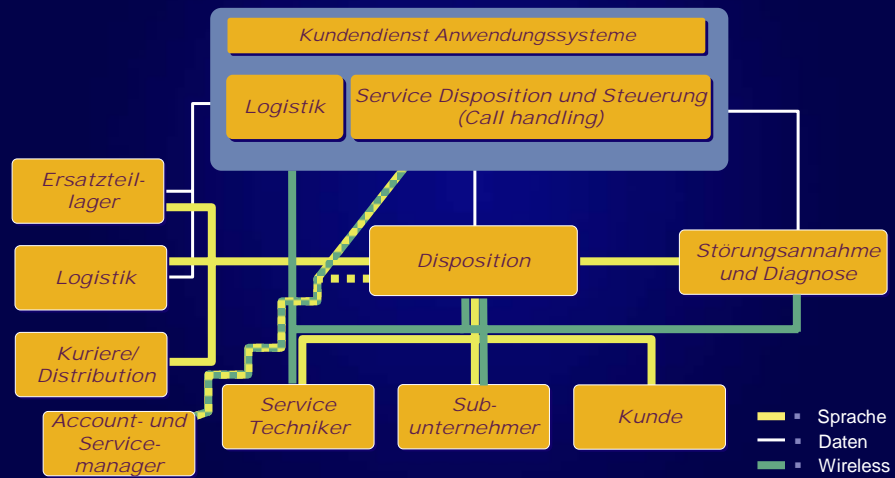 Kundendienst Anwendungssysteme
Logistik
Service Disposition und Steuerung
(Call handling)
Ersatzteil-
lager
Logistik
Kuriere/
Distribution
Account- und
Service-
manager
Disposition
Störungsannahme
und Diagnose
Service
Techniker
Sub-
unternehmer
Kunde
Sprache
Daten
Wireless